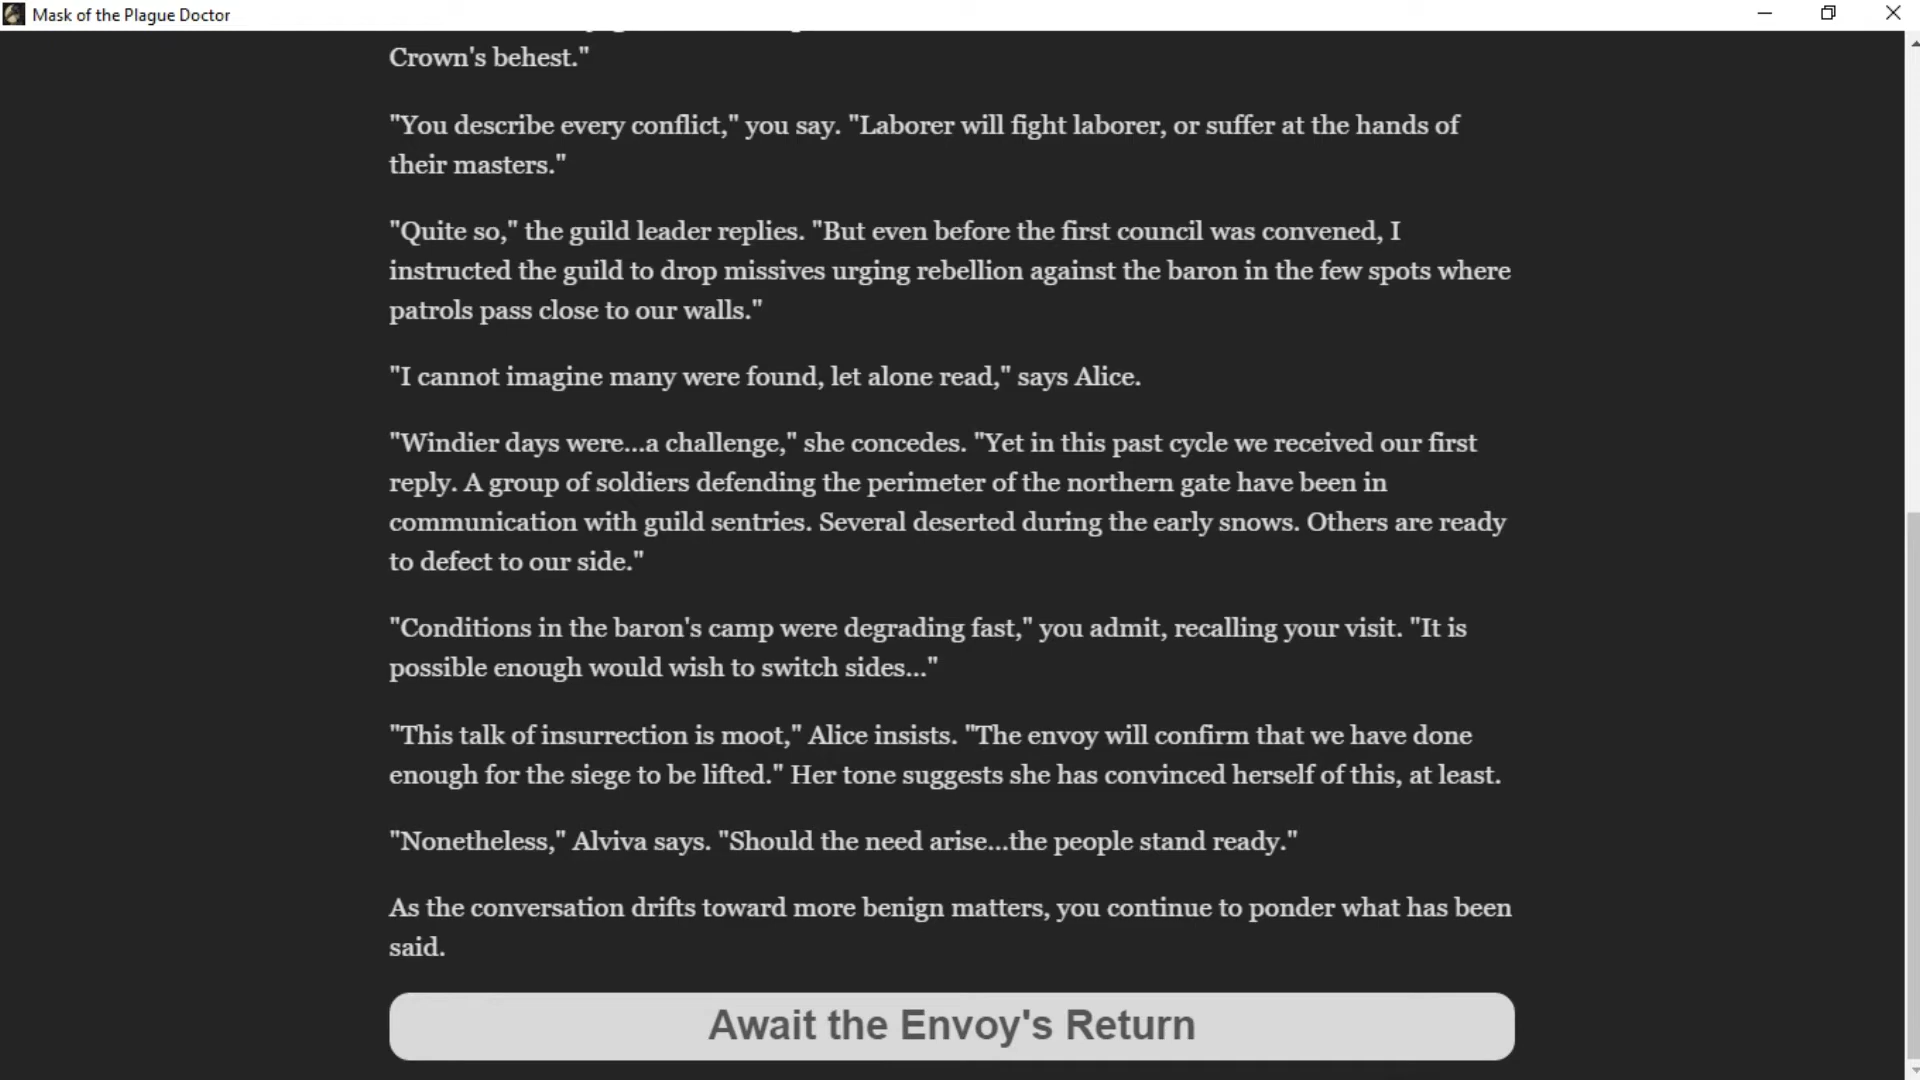 Mask of the Plague Doctor
Crown's behest."
"You describe every conflict," you say. "Laborer will fight laborer, or suffer at the hands of
their masters."
"Quite so," the guild leader replies. "But even before the first council was convened, I
instructed the guild to drop missives urging rebellion against the baron in the few spots where
patrols pass close to our walls."
"I cannot imagine many were found, let alone read," says Alice.
"Windier days were...a challenge," she concedes. "Yet in this past cycle we received our first
reply. A group of soldiers defending the perimeter of the northern gate have been in
communication with guild sentries. Several deserted during the early snows. Others are ready
to defect to our side."
"Conditions in the baron's camp were degrading fast," you admit, recalling your visit. "It is
possible enough would wish to switch sides..."
"This talk of insurrection is moot," Alice insists. "The envoy will confirm that we have done
enough for the siege to be lifted." Her tone suggests she has convinced herself of this, at least.
"Nonetheless," Alviva says. "Should the need arise...the people stand ready."
As the conversation drifts toward more benign matters, you continue to ponder what has been
said.
Await the Envoy's Return